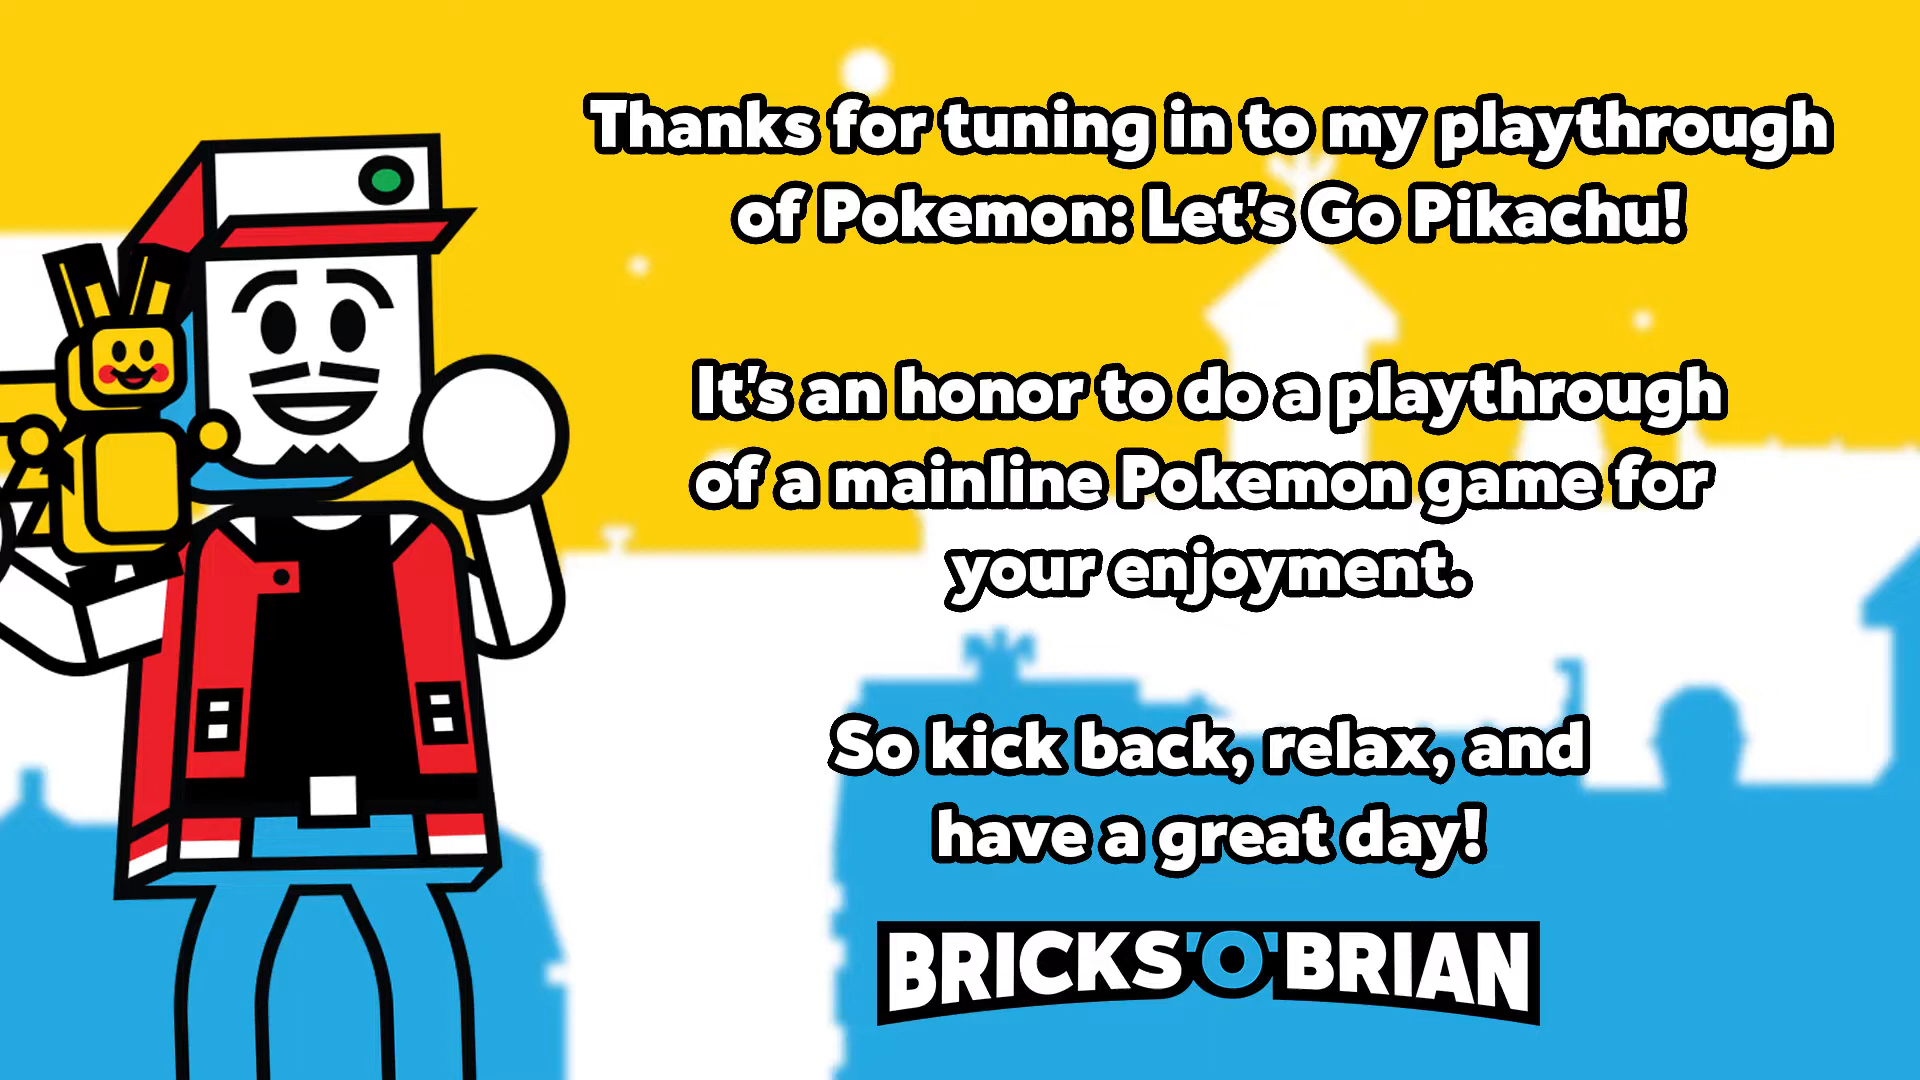 Thanks for tuning in to my playthrough
of Pokemon: Let's Go Pikachu!
It's an honor to do a playthrough
of a mainline Pokemon game for
your enjoyment.
So kick back, relax, and
have a great day!
BRICKS'O'BRIAN